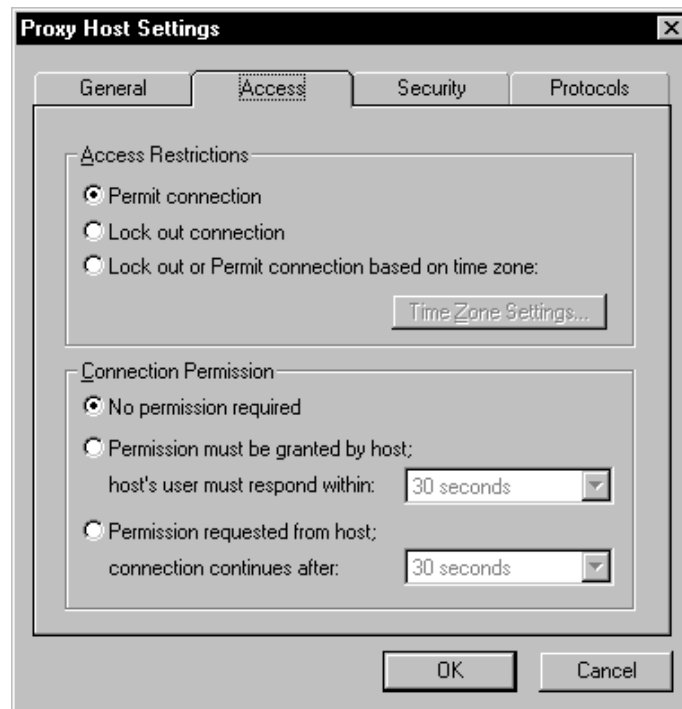 Proxy Host Settings
General Access Security Protocols
Access Restrictions
Permit connection
Lock out connection
Lock out or Permit connection based on time zone:
Time Zone Settings...
Connection Permission
No permission required
Permission must be granted by host;
host's user must respond within: 30 seconds
Permission requested from host;
connection continues after: 30 seconds
OK Cancel